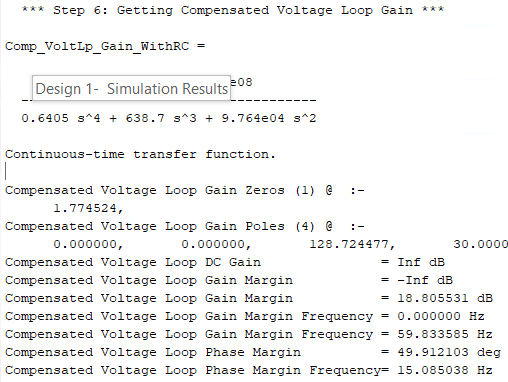 *** Step 6: Getting Compensated Voltage Loop Gain ***
Comp_VoltLp_Gain_WithRC =
e08
Design 1-  Simulation Results
0.6405 s^4 + 638.7 s^3 + 9.764e04 s^2
Continuous-time transfer function.
Compensated Voltage Loop Gain Zeros (1) @  :-
1.774524,
Compensated Voltage Loop Gain Poles (4) @  :-
0.000000,       0.000000,       128.724477,       30.0000
Compensated Voltage Loop DC Gain               = Inf dB
Compensated Voltage Loop Gain Margin           = -Inf dB
Compensated Voltage Loop Gain Margin           = 18.805531 dB
Compensated Voltage Loop Gain Margin Frequency = 0.000000 Hz
Compensated Voltage Loop Gain Margin Frequency = 59.833585 Hz
Compensated Voltage Loop Phase Margin          = 49.912103 deg
Compensated Voltage Loop Phase Margin Frequency= 15.085038 Hz